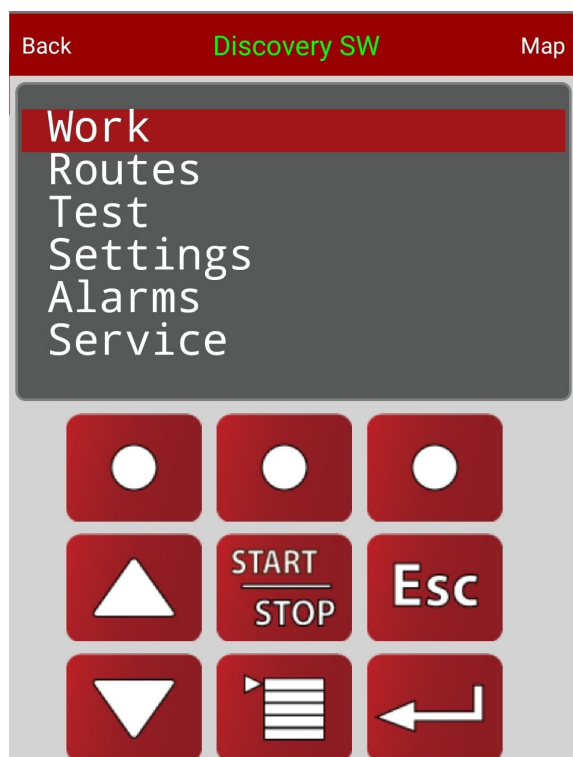 Back Discovery SW Map
Work
Routes
Test
Settings
Alarms
Service
START
STOP
Esc